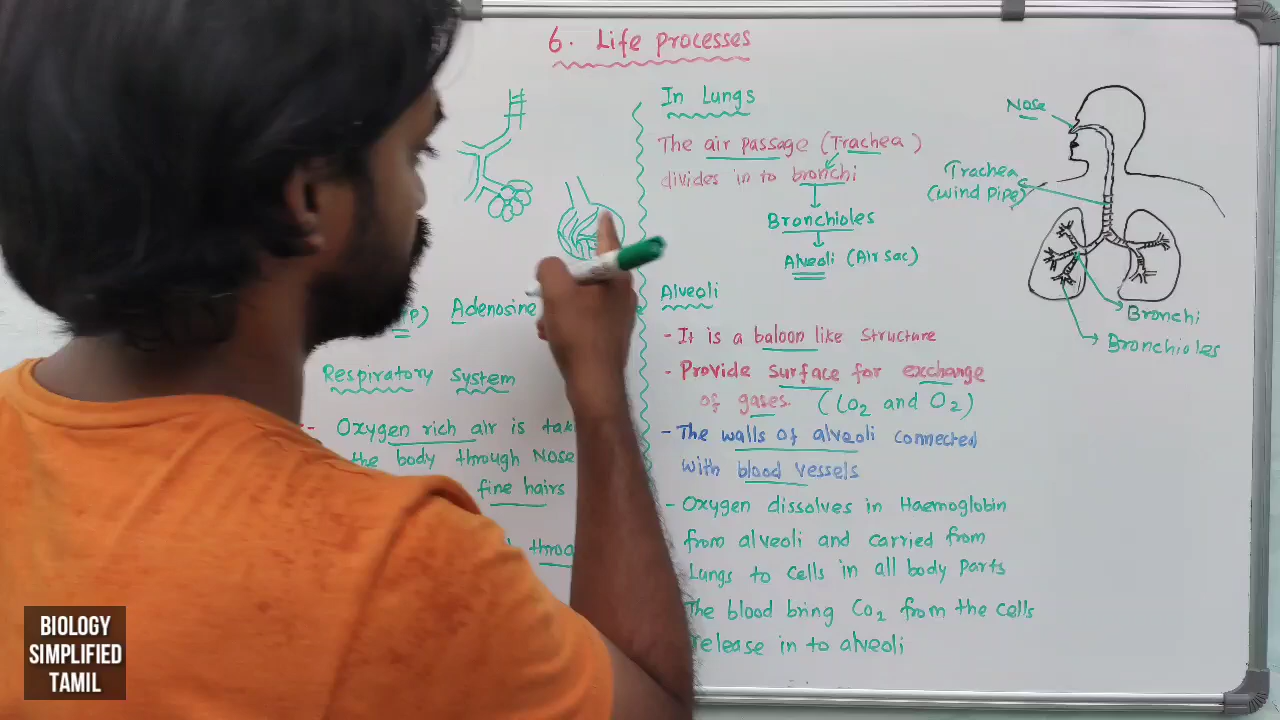 6. Life processes
p) Adenosine
Respiratory System
- Oxygen rich air is tak
the body through Nose
fine hairs
throu
In Lungs
The air passage (Trachea)
divides in to bronchi
Bronchioles
Alveoli (Air Sac)
Alveoli
- It is a baloon like structure
- Provide surface for exchange
of gases. (CO2 and O2)
- The walls of alveoli connected
with blood vessels
- Oxygen dissolves in Haemoglobin
from alveoli and carried from
Lungs to cells in all body parts
The blood bring CO2 from the cells
release in to alveoli
Nose
Trachea
(wind pipe)
Bronchi
Bronchioles
BIOLOGY
SIMPLIFIED
TAMIL